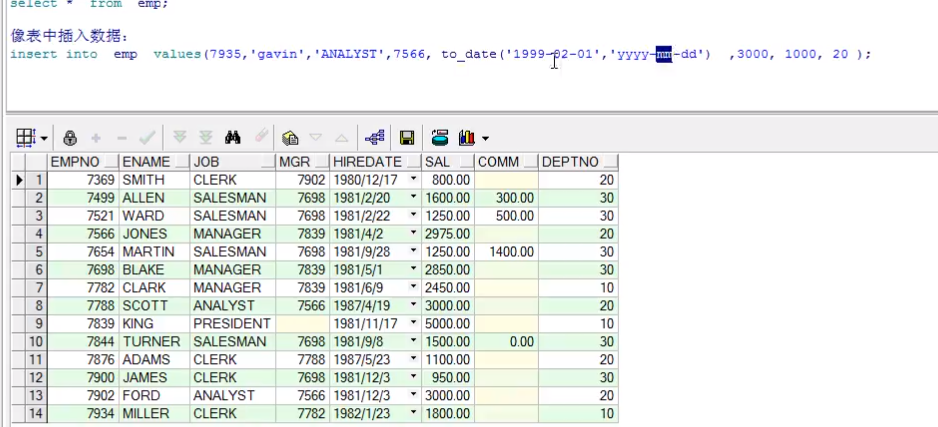 select * from emp;
像表中插入数据：
insert into emp values(7935,'gavin','ANALYST',7566, to_date('1999-02-01','yyyy-mm-dd') ,3000, 1000, 20 );
EMPNO ENAME JOB MGR HIREDATE SAL COMM DEPTNO
1 7369 SMITH CLERK 7902 1980/12/17 800.00 20
2 7499 ALLEN SALESMAN 7698 1981/2/20 1600.00 300.00 30
3 7521 WARD SALESMAN 7698 1981/2/22 1250.00 500.00 30
4 7566 JONES MANAGER 7839 1981/4/2 2975.00 20
5 7654 MARTIN SALESMAN 7698 1981/9/28 1250.00 1400.00 30
6 7698 BLAKE MANAGER 7839 1981/5/1 2850.00 30
7 7782 CLARK MANAGER 7839 1981/6/9 2450.00 10
8 7788 SCOTT ANALYST 7566 1987/4/19 3000.00 20
9 7839 KING PRESIDENT 1981/11/17 5000.00 10
10 7844 TURNER SALESMAN 7698 1981/9/8 1500.00 0.00 30
11 7876 ADAMS CLERK 7788 1987/5/23 1100.00 20
12 7900 JAMES CLERK 7698 1981/12/3 950.00 30
13 7902 FORD ANALYST 7566 1981/12/3 3000.00 20
14 7934 MILLER CLERK 7782 1982/1/23 1800.00 10